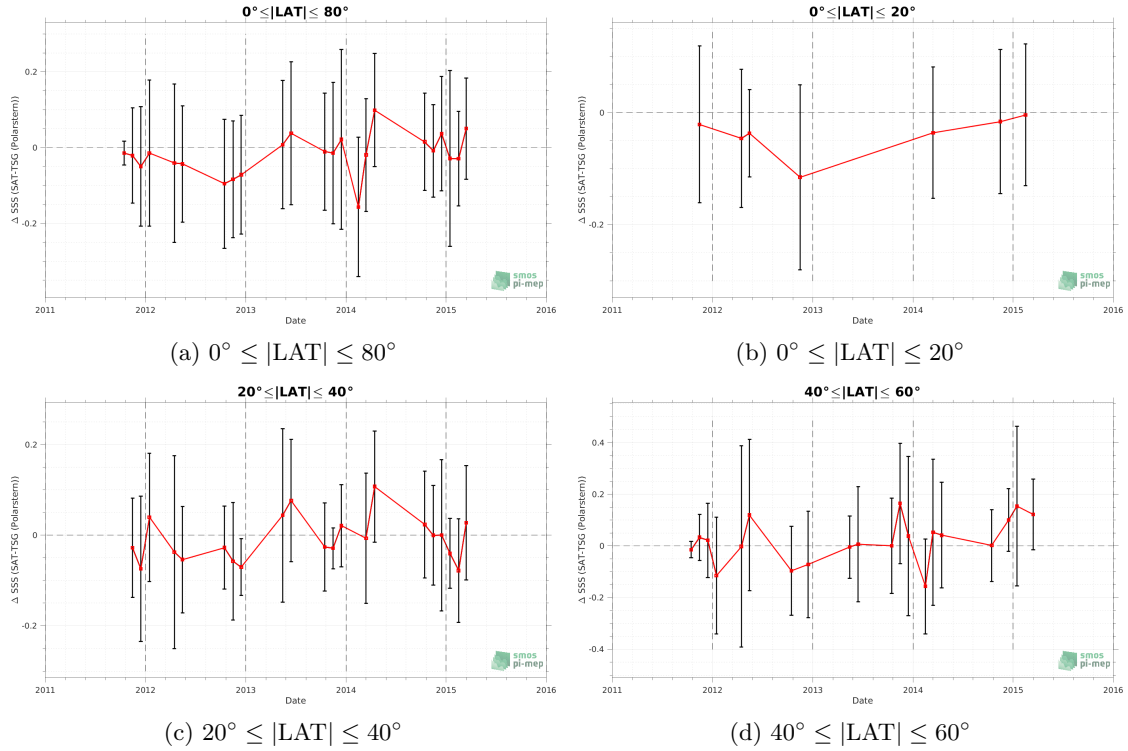 0°≤|LAT|≤ 80°
Δ SSS (SAT-TSG (Polarstern))
0.2
0
-0.2
2011 2012 2013 2014 2015 2016
Date
smos
pi-mep
(a) 0° ≤ |LAT| ≤ 80°
0°≤|LAT|≤ 20°
Δ SSS (SAT-TSG (Polarstern))
0
-0.2
2011 2012 2013 2014 2015 2016
Date
smos
pi-mep
(b) 0° ≤ |LAT| ≤ 20°
20°≤|LAT|≤ 40°
Δ SSS (SAT-TSG (Polarstern))
0.2
0
-0.2
2011 2012 2013 2014 2015 2016
Date
smos
pi-mep
(c) 20° ≤ |LAT| ≤ 40°
40°≤|LAT|≤ 60°
Δ SSS (SAT-TSG (Polarstern))
0.4
0.2
0
-0.2
-0.4
2011 2012 2013 2014 2015 2016
Date
smos
pi-mep
(d) 40° ≤ |LAT| ≤ 60°